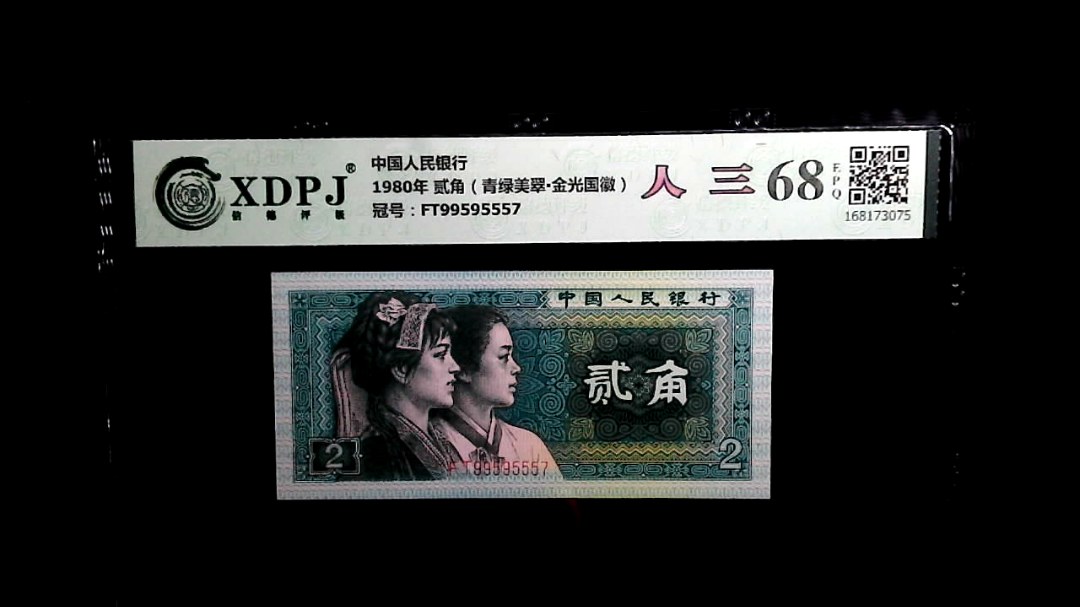 XDPJ®
信德评级
中国人民银行
1980年 贰角（青绿美翠·金光国徽）
冠号：FT99595557
人 三 68 EPQ
168173075
中国人民银行
贰角
2
2
FT99595557